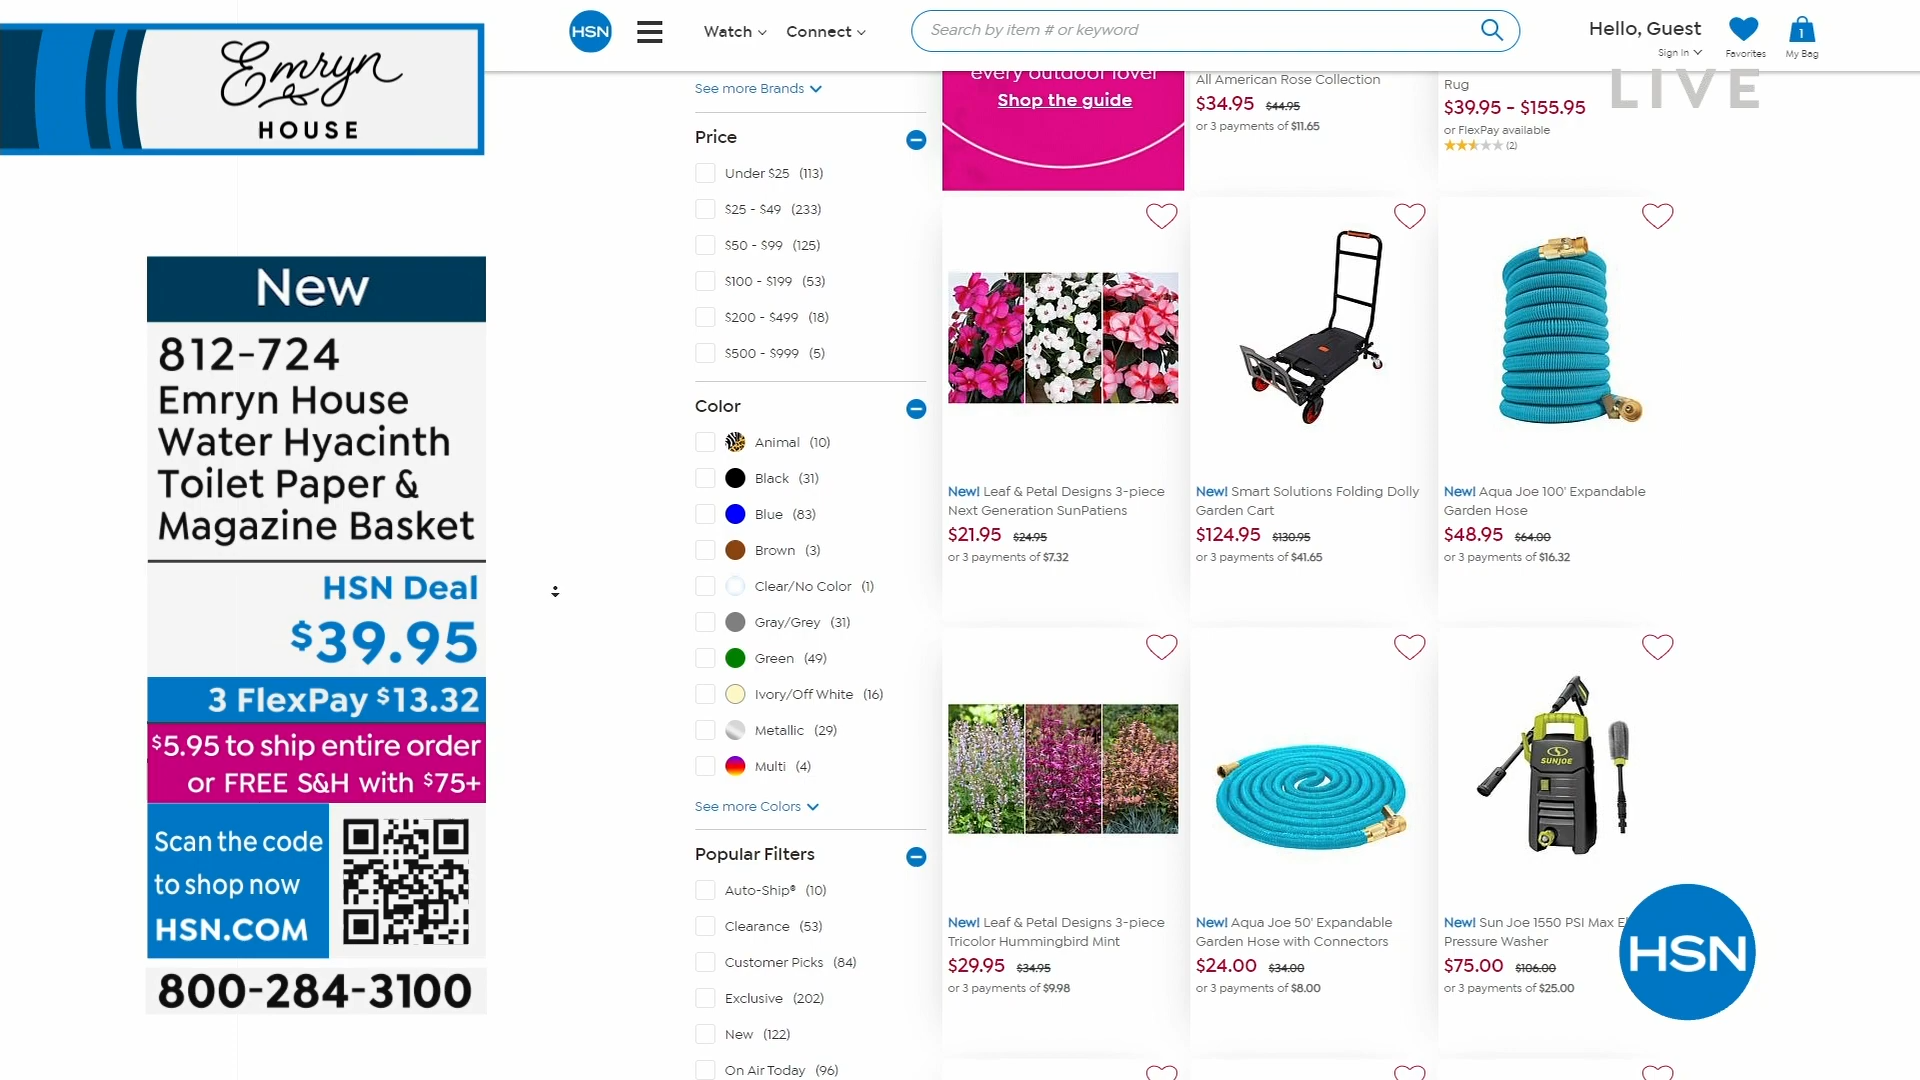 Emryn
HOUSE
New
812-724
Emryn House
Water Hyacinth
Toilet Paper &
Magazine Basket
HSN Deal
$39.95
3 FlexPay $13.32
$5.95 to ship entire order
or FREE S&H with $75+
Scan the code
to shop now
HSN.COM
800-284-3100
HSN
Watch
Connect
Search by item # or keyword
Hello, Guest
Sign In
Favorites
1
My Bag
LIVE
See more Brands
Price
Under $25 (113)
$25 - $49 (233)
$50 - $99 (125)
$100 - $199 (53)
$200 - $499 (18)
$500 - $999 (5)
Color
Animal (10)
Black (31)
Blue (83)
Brown (3)
Clear/No Color (1)
Gray/Grey (31)
Green (49)
Ivory/Off White (16)
Metallic (29)
Multi (4)
See more Colors
Popular Filters
Auto-Ship® (10)
Clearance (53)
Customer Picks (84)
Exclusive (202)
New (122)
On Air Today (96)
every outdoor lover
Shop the guide
All American Rose Collection
$34.95 $44.95
or 3 payments of $11.65
Rug
$39.95 - $155.95
or FlexPay available
(2)
New! Leaf & Petal Designs 3-piece
Next Generation SunPatiens
$21.95 $24.95
or 3 payments of $7.32
New! Smart Solutions Folding Dolly
Garden Cart
$124.95 $130.95
or 3 payments of $41.65
New! Aqua Joe 100' Expandable
Garden Hose
$48.95 $64.00
or 3 payments of $16.32
New! Leaf & Petal Designs 3-piece
Tricolor Hummingbird Mint
$29.95 $34.95
or 3 payments of $9.98
New! Aqua Joe 50' Expandable
Garden Hose with Connectors
$24.00 $34.00
or 3 payments of $8.00
SUNJOE
New! Sun Joe 1550 PSI Max
Pressure Washer
$75.00 $106.00
or 3 payments of $25.00
HSN